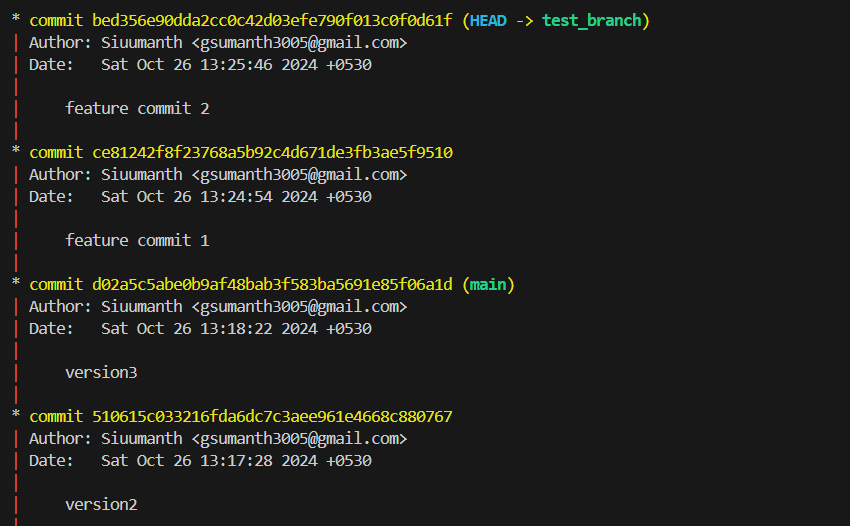 * commit bed356e90dda2cc0c42d03efe790f013c0f0d61f (HEAD -> test_branch)
| Author: Siuumanth <gsumanth3005@gmail.com>
| Date:   Sat Oct 26 13:25:46 2024 +0530
|
|     feature commit 2
|
* commit ce81242f8f23768a5b92c4d671de3fb3ae5f9510
| Author: Siuumanth <gsumanth3005@gmail.com>
| Date:   Sat Oct 26 13:24:54 2024 +0530
|
|     feature commit 1
|
* commit d02a5c5abe0b9af48bab3f583ba5691e85f06a1d (main)
| Author: Siuumanth <gsumanth3005@gmail.com>
| Date:   Sat Oct 26 13:18:22 2024 +0530
|
|     version3
|
* commit 510615c033216fda6dc7c3aee961e4668c880767
| Author: Siuumanth <gsumanth3005@gmail.com>
| Date:   Sat Oct 26 13:17:28 2024 +0530
|
|     version2
|